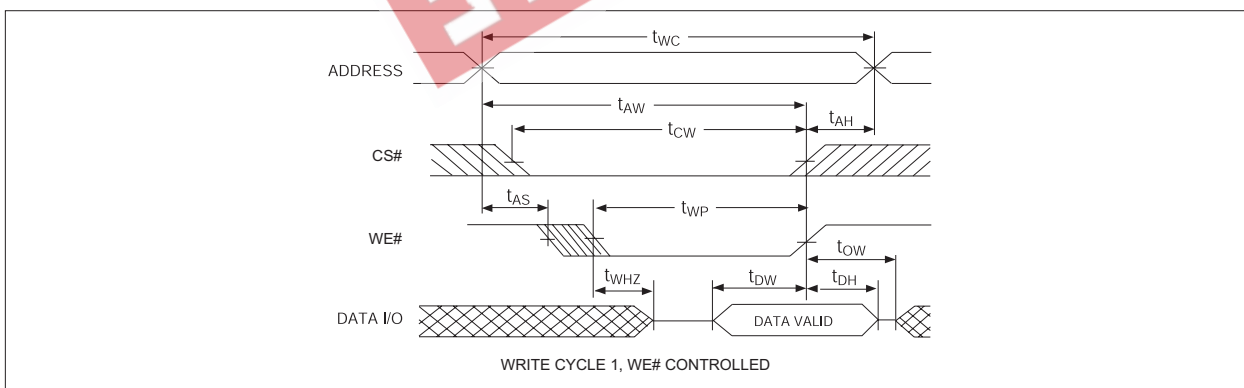 tWC
ADDRESS
tAW
tCW
tAH
CS#
tAS
tWP
WE#
tOW
tWHZ
tDW
tDH
DATA I/O
DATA VALID
WRITE CYCLE 1, WE# CONTROLLED